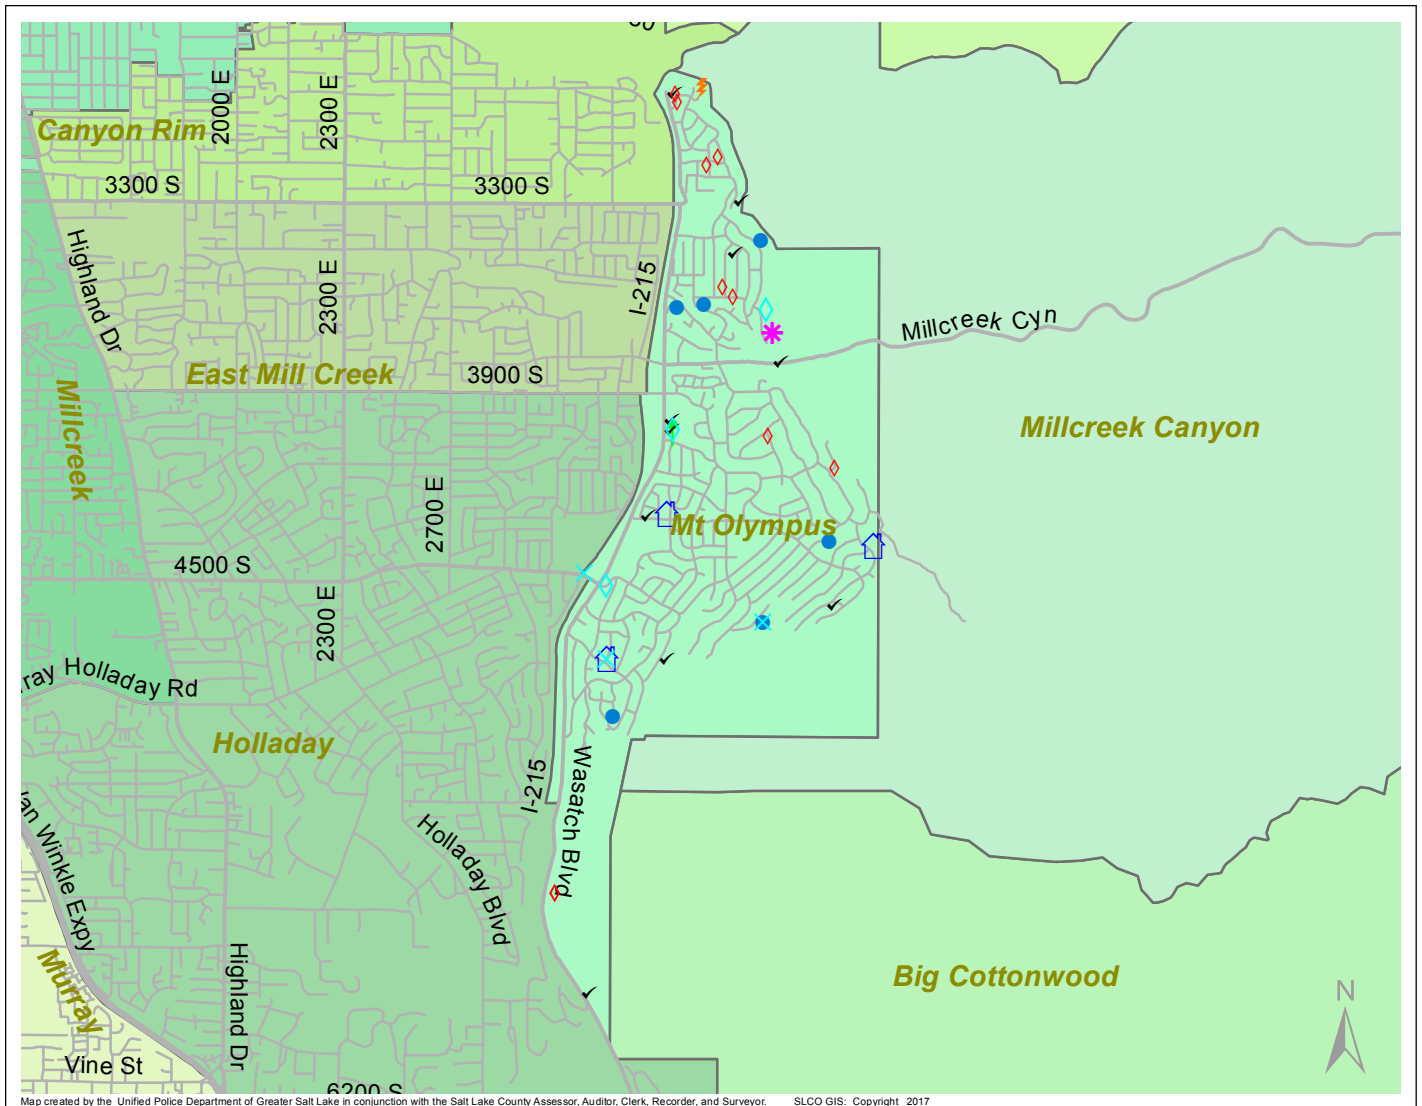 Canyon Rim
2000 E
2300 E
3300 S
3300 S
Highland Dr
2300 E
I-215
Millcreek Cyn
East Mill Creek
3900 S
Millcreek
Millcreek Canyon
2700 E
Mt Olympus
4500 S
2300 E
ray Holladay Rd
Holladay
I-215
Wasatch Blvd
Holladay Blvd
an Winkle Expy
Murray
Highland Dr
Big Cottonwood
N
Vine St
6200 S
Map created by the Unified Police Department of Greater Salt Lake in conjunction with the Salt Lake County Assessor, Auditor, Clerk, Recorder, and Surveyor. SLCO GIS: Copyright 2017